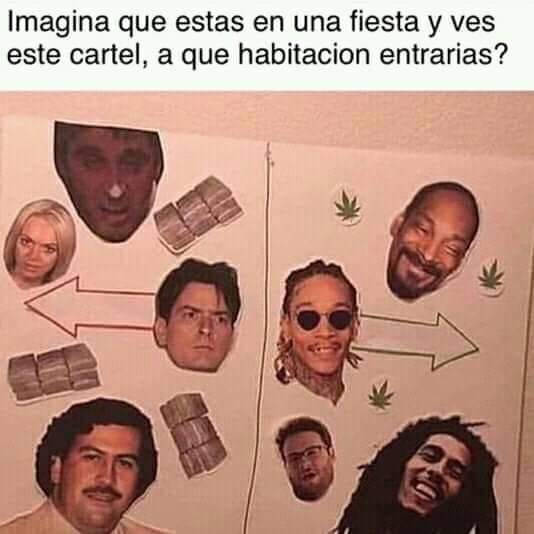 Imagina que estas en una fiesta y ves
este cartel, a que habitacion entrarias?